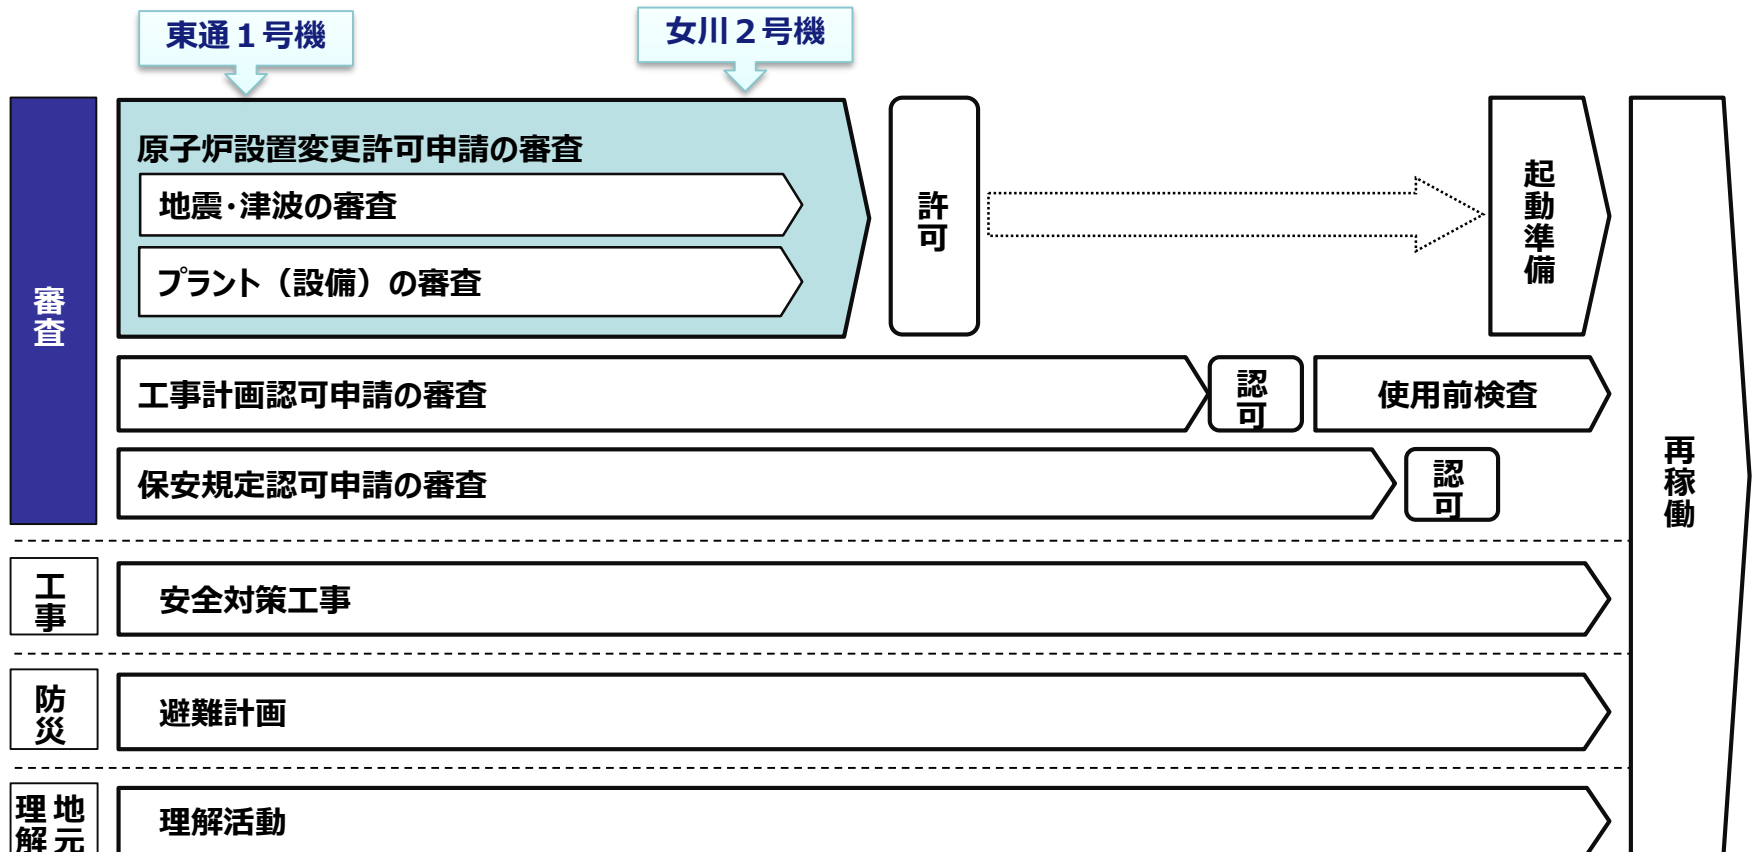 東通１号機
女川２号機
審査
原子炉設置変更許可申請の審査
地震･津波の審査
プラント（設備）の審査
許可
起動準備
工事計画認可申請の審査
認可
使用前検査
保安規定認可申請の審査
認可
再稼働
工事
安全対策工事
防災
避難計画
地元
理解
理解活動